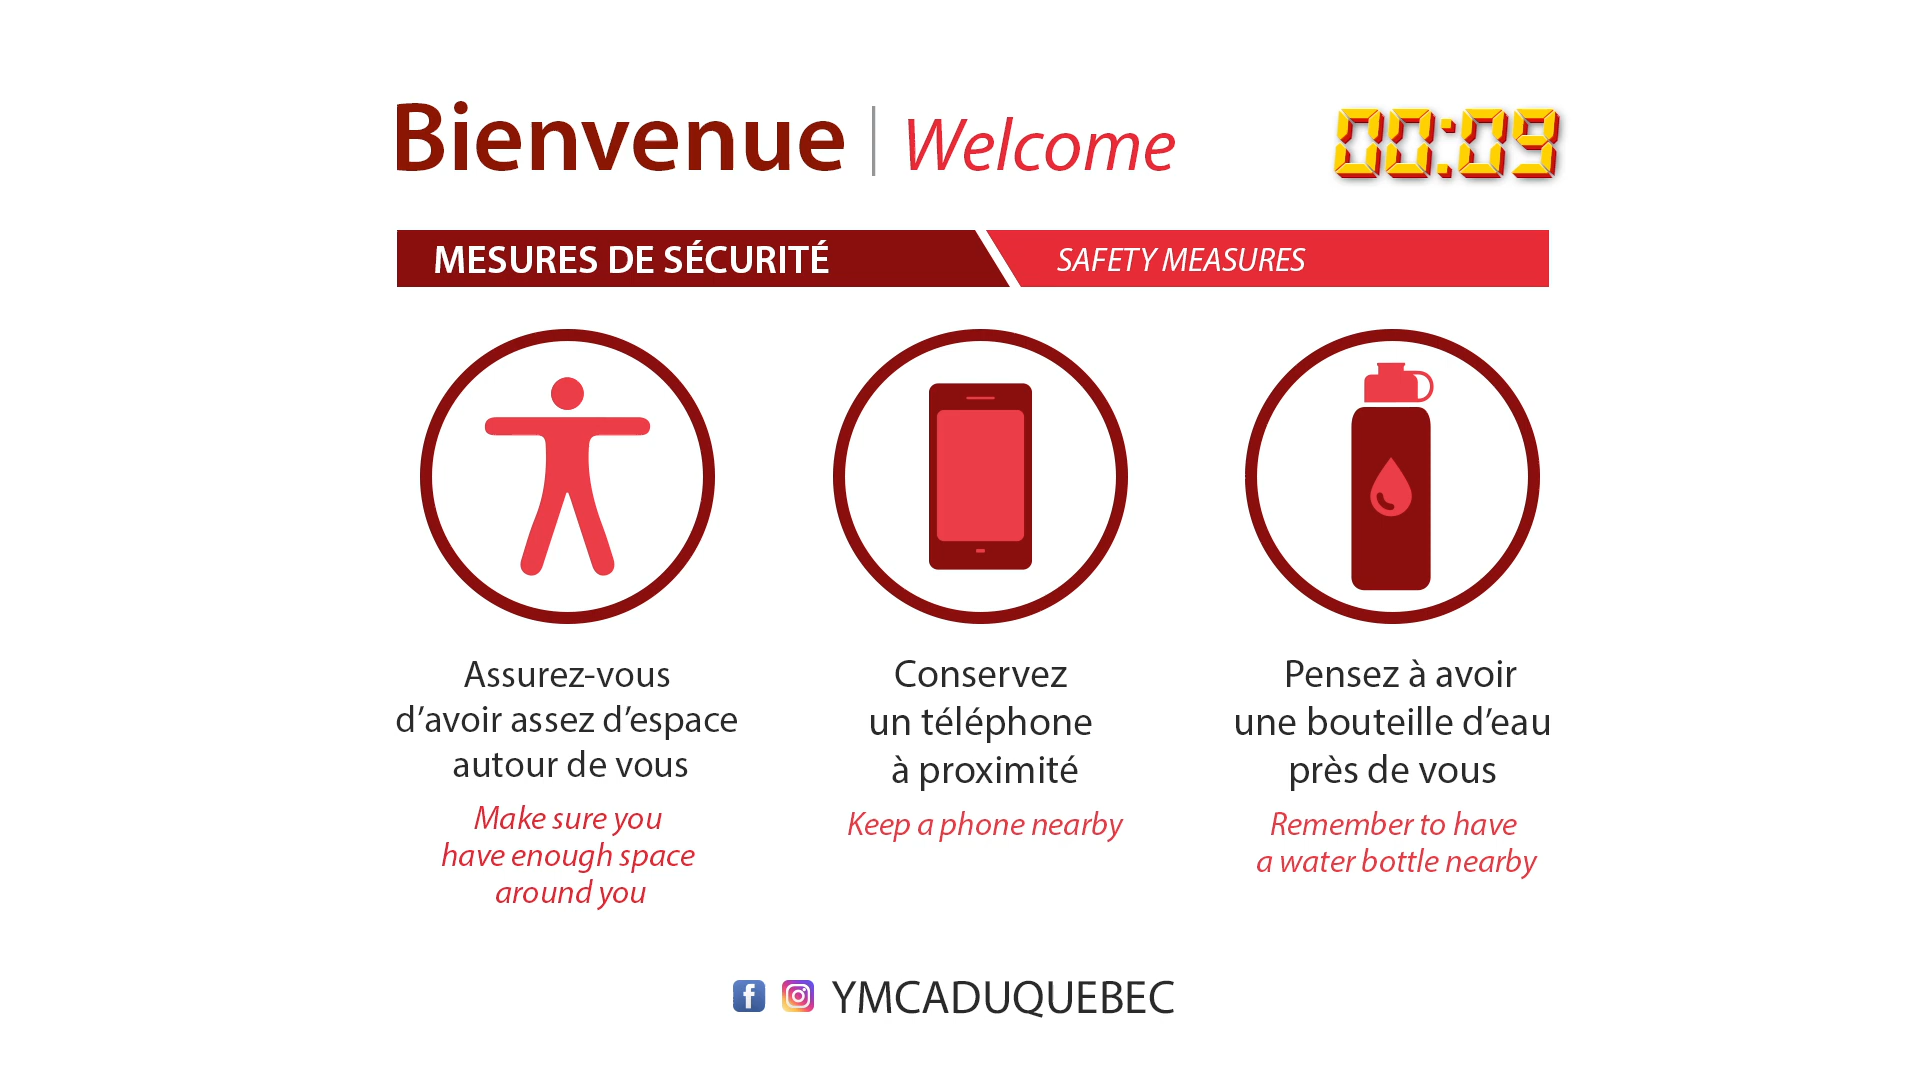 Bienvenue | Welcome
00:09
MESURES DE SÉCURITÉ
SAFETY MEASURES
Assurez-vous
d’avoir assez d’espace
autour de vous
Make sure you
have enough space
around you
Conservez
un téléphone
à proximité
Keep a phone nearby
Pensez à avoir
une bouteille d’eau
près de vous
Remember to have
a water bottle nearby
YMCADUQUEBEC